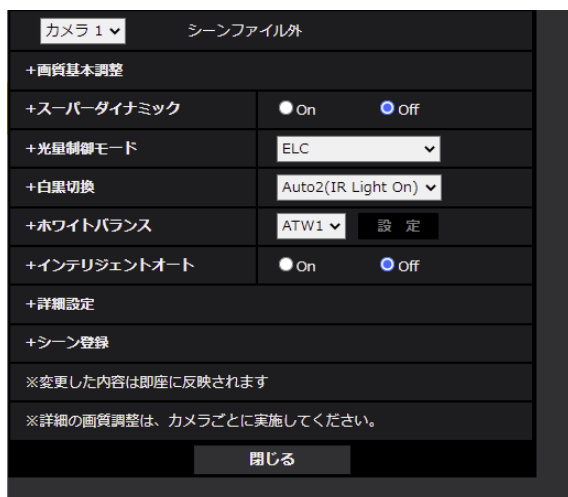 カメラ 1 シーンファイル外
+画質基本調整
+スーパーダイナミック On Off
+光量制御モード ELC
+白黒切換 Auto2(IR Light On)
+ホワイトバランス ATW1 設 定
+インテリジェントオート On Off
+詳細設定
+シーン登録
※変更した内容は即座に反映されます
※詳細の画質調整は、カメラごとに実施してください。
閉じる